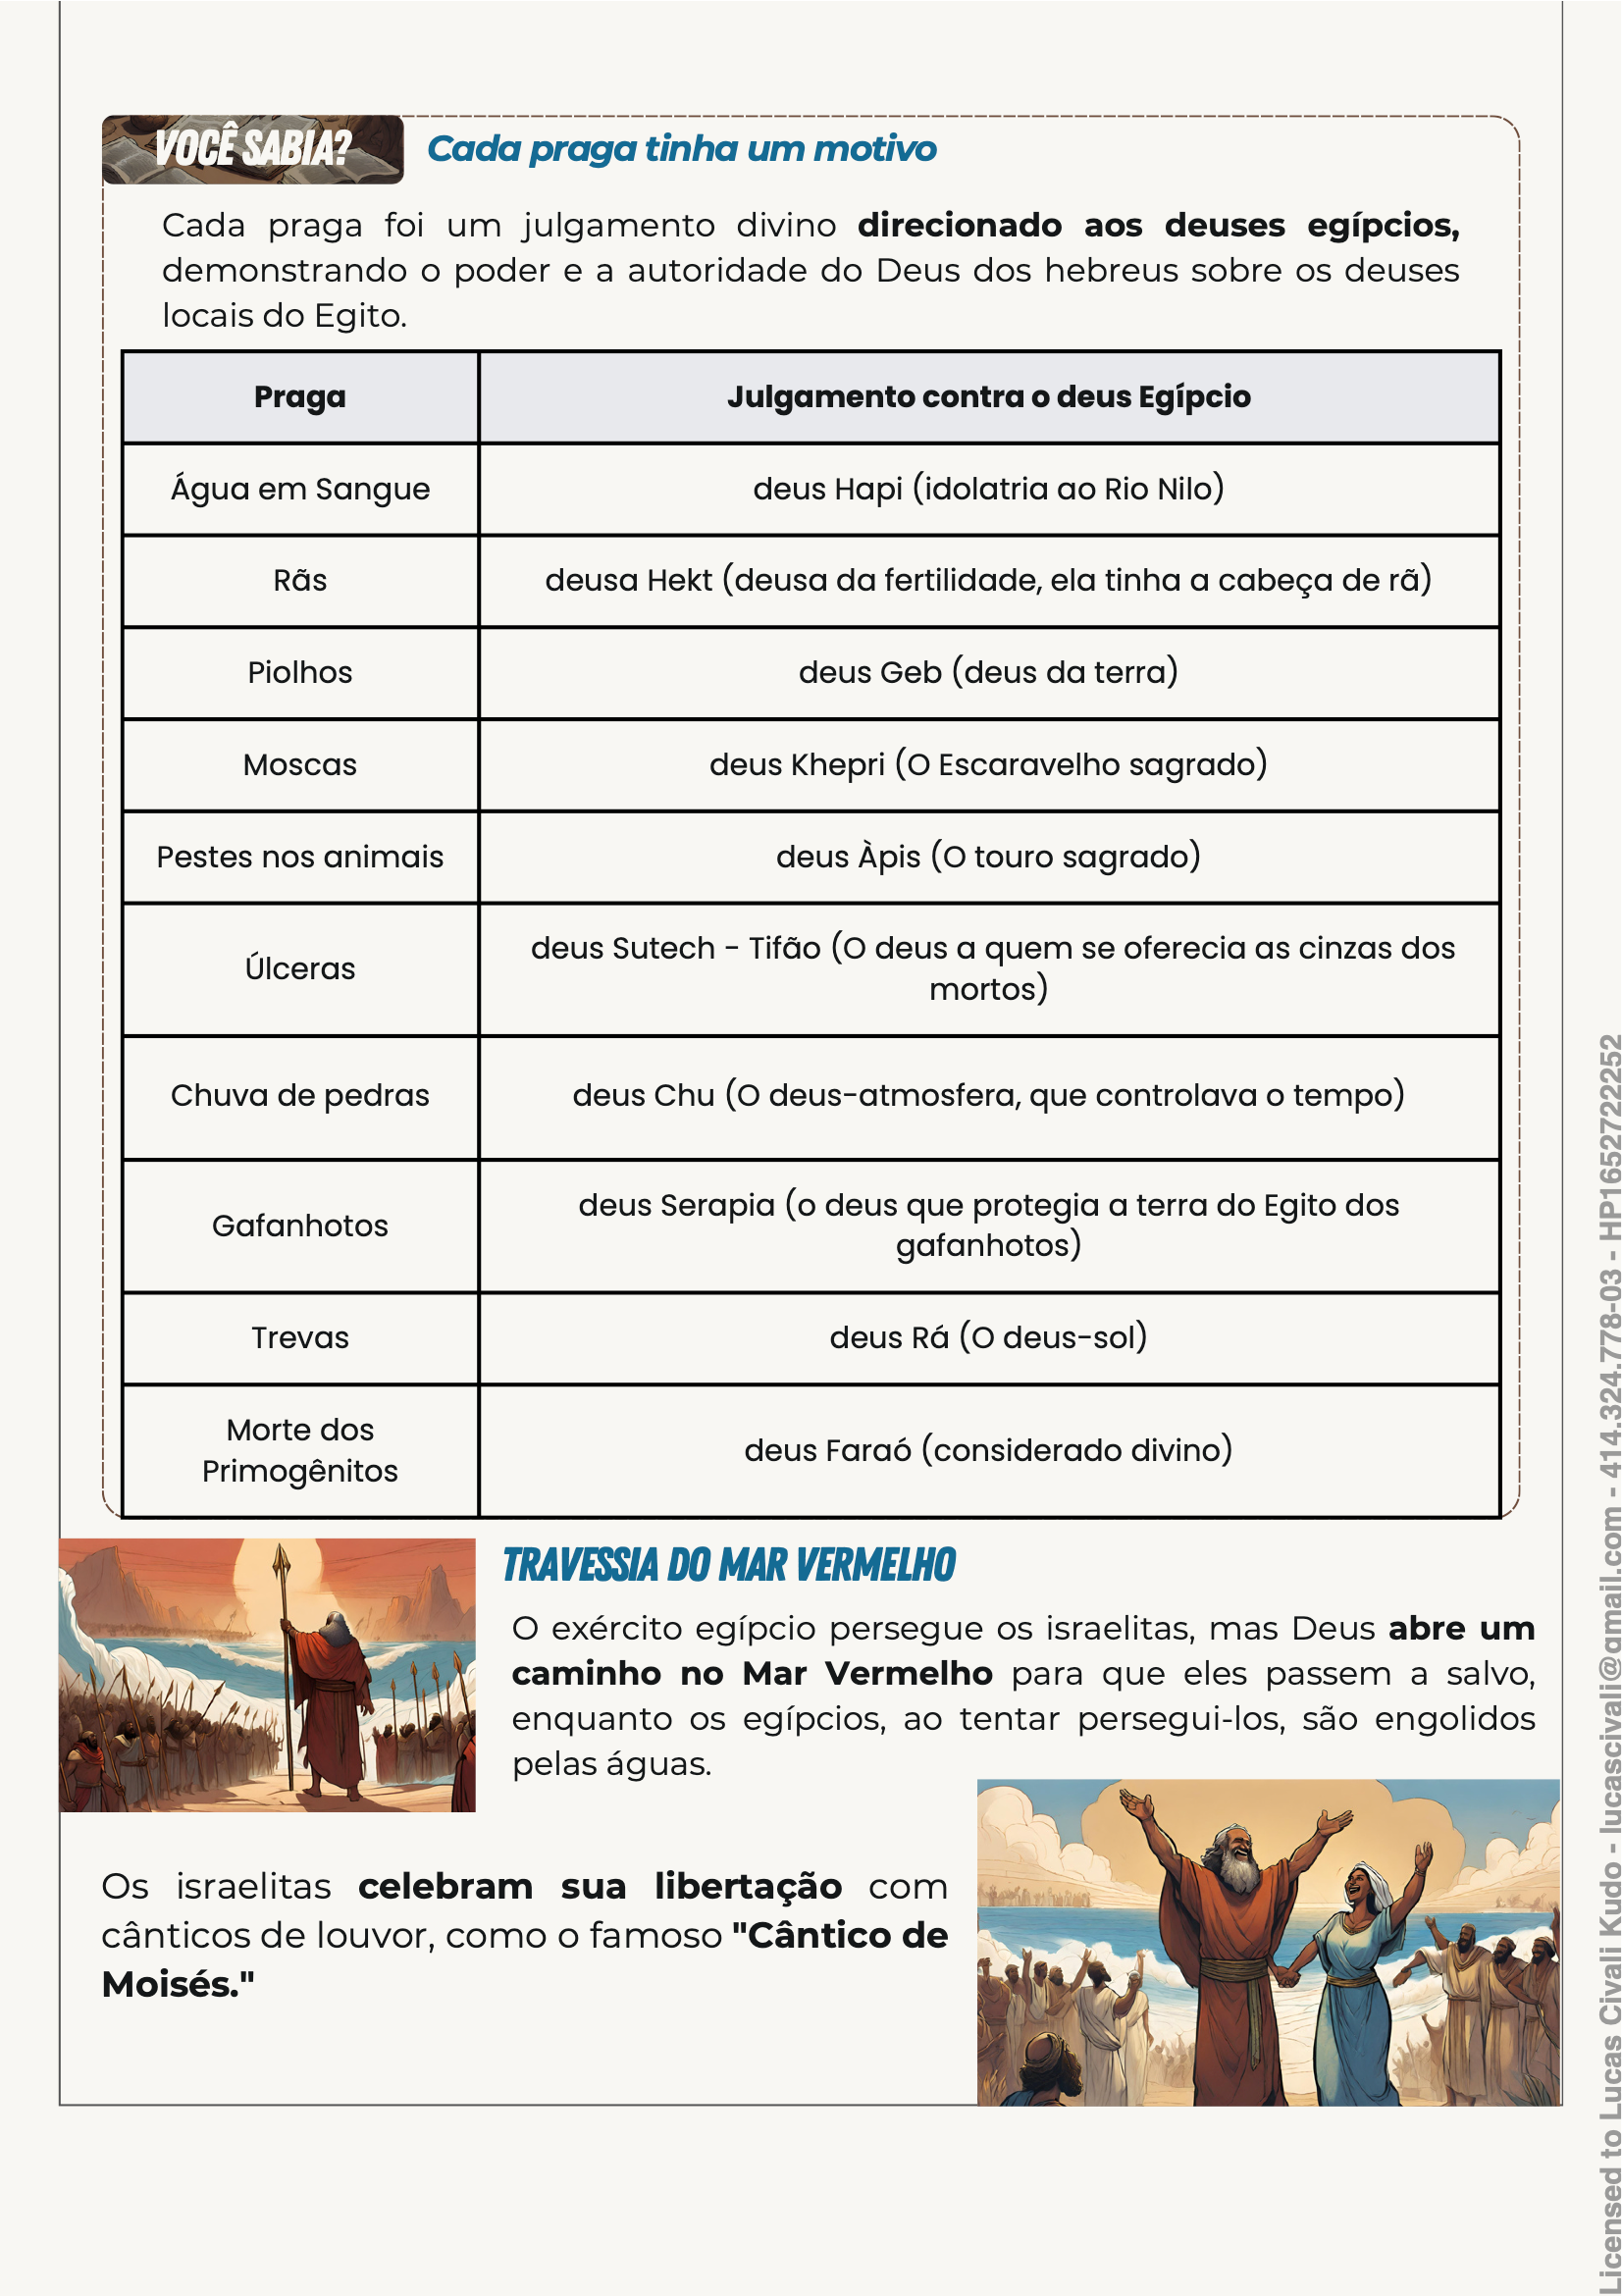 VOCÊ SABIA?
Cada praga tinha um motivo
Cada praga foi um julgamento divino direcionado aos deuses egípcios,
demonstrando o poder e a autoridade do Deus dos hebreus sobre os deuses
locais do Egito.
Praga
Julgamento contra o deus Egípcio
Água em Sangue
deus Hapi (idolatria ao Rio Nilo)
Rãs
deusa Hekt (deusa da fertilidade, ela tinha a cabeça de rã)
Piolhos
deus Geb (deus da terra)
Moscas
deus Khepri (O Escaravelho sagrado)
Pestes nos animais
deus Àpis (O touro sagrado)
Úlceras
deus Sutech - Tifão (O deus a quem se oferecia as cinzas dos
mortos)
Chuva de pedras
deus Chu (O deus-atmosfera, que controlava o tempo)
Gafanhotos
deus Serapia (o deus que protegia a terra do Egito dos
gafanhotos)
Trevas
deus Rá (O deus-sol)
Morte dos
Primogênitos
deus Faraó (considerado divino)
TRAVESSIA DO MAR VERMELHO
O exército egípcio persegue os israelitas, mas Deus abre um
caminho no Mar Vermelho para que eles passem a salvo,
enquanto os egípcios, ao tentar persegui-los, são engolidos
pelas águas.
Os israelitas celebram sua libertação com
cânticos de louvor, como o famoso "Cântico de
Moisés."
Licensed to Lucas Civali Kudo - lucascivali@gmail.com - 414.324.778-03 - HP1652722252